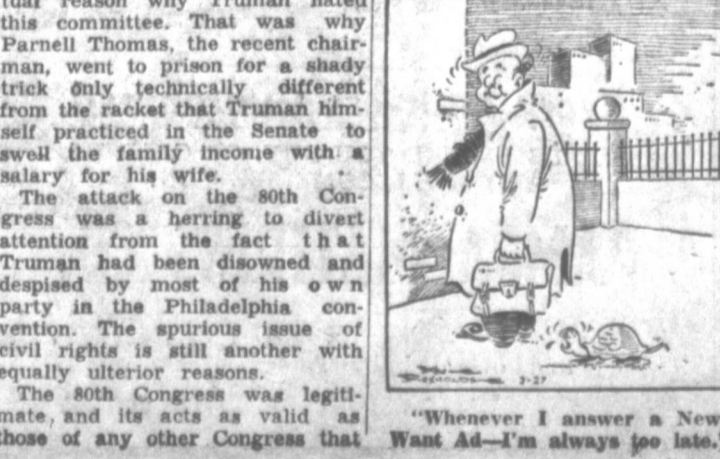 tual reason why Truman hated
this committee. That was why
Parnell Thomas, the recent chair-
man, went to prison for a shady
trick only technically different
from the racket that Truman him-
self practiced in the Senate to
swell the family income with a
salary for his wife.
The attack on the 80th Con-
gress was a herring to divert
attention from the fact that
Truman had been disowned and
despised by most of his own
party in the Philadelphia con-
vention. The spurious issue of
civil rights is still another with
equally ulterior reasons.
The 80th Congress was legiti-
mate, and its acts as valid as
those of any other Congress that
3-27
"Whenever I answer a New
Want Ad—I'm always too late."